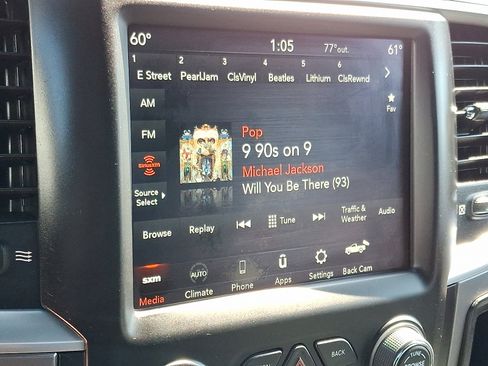 60° 1:05 77°out. 61°
1 2 3 4 5 6
E Street PearlJam ClsVinyl Beatles Lithium ClsRewnd
AM
Fav
FM
Pop
9 90s on 9
siriusxm
Michael Jackson
Will You Be There (93)
Source
Select
Browse Replay Tune Traffic & Weather Audio
sxm AUTO
Media Climate Phone Apps Settings Back Cam
BACK
TUNE
BROWSE